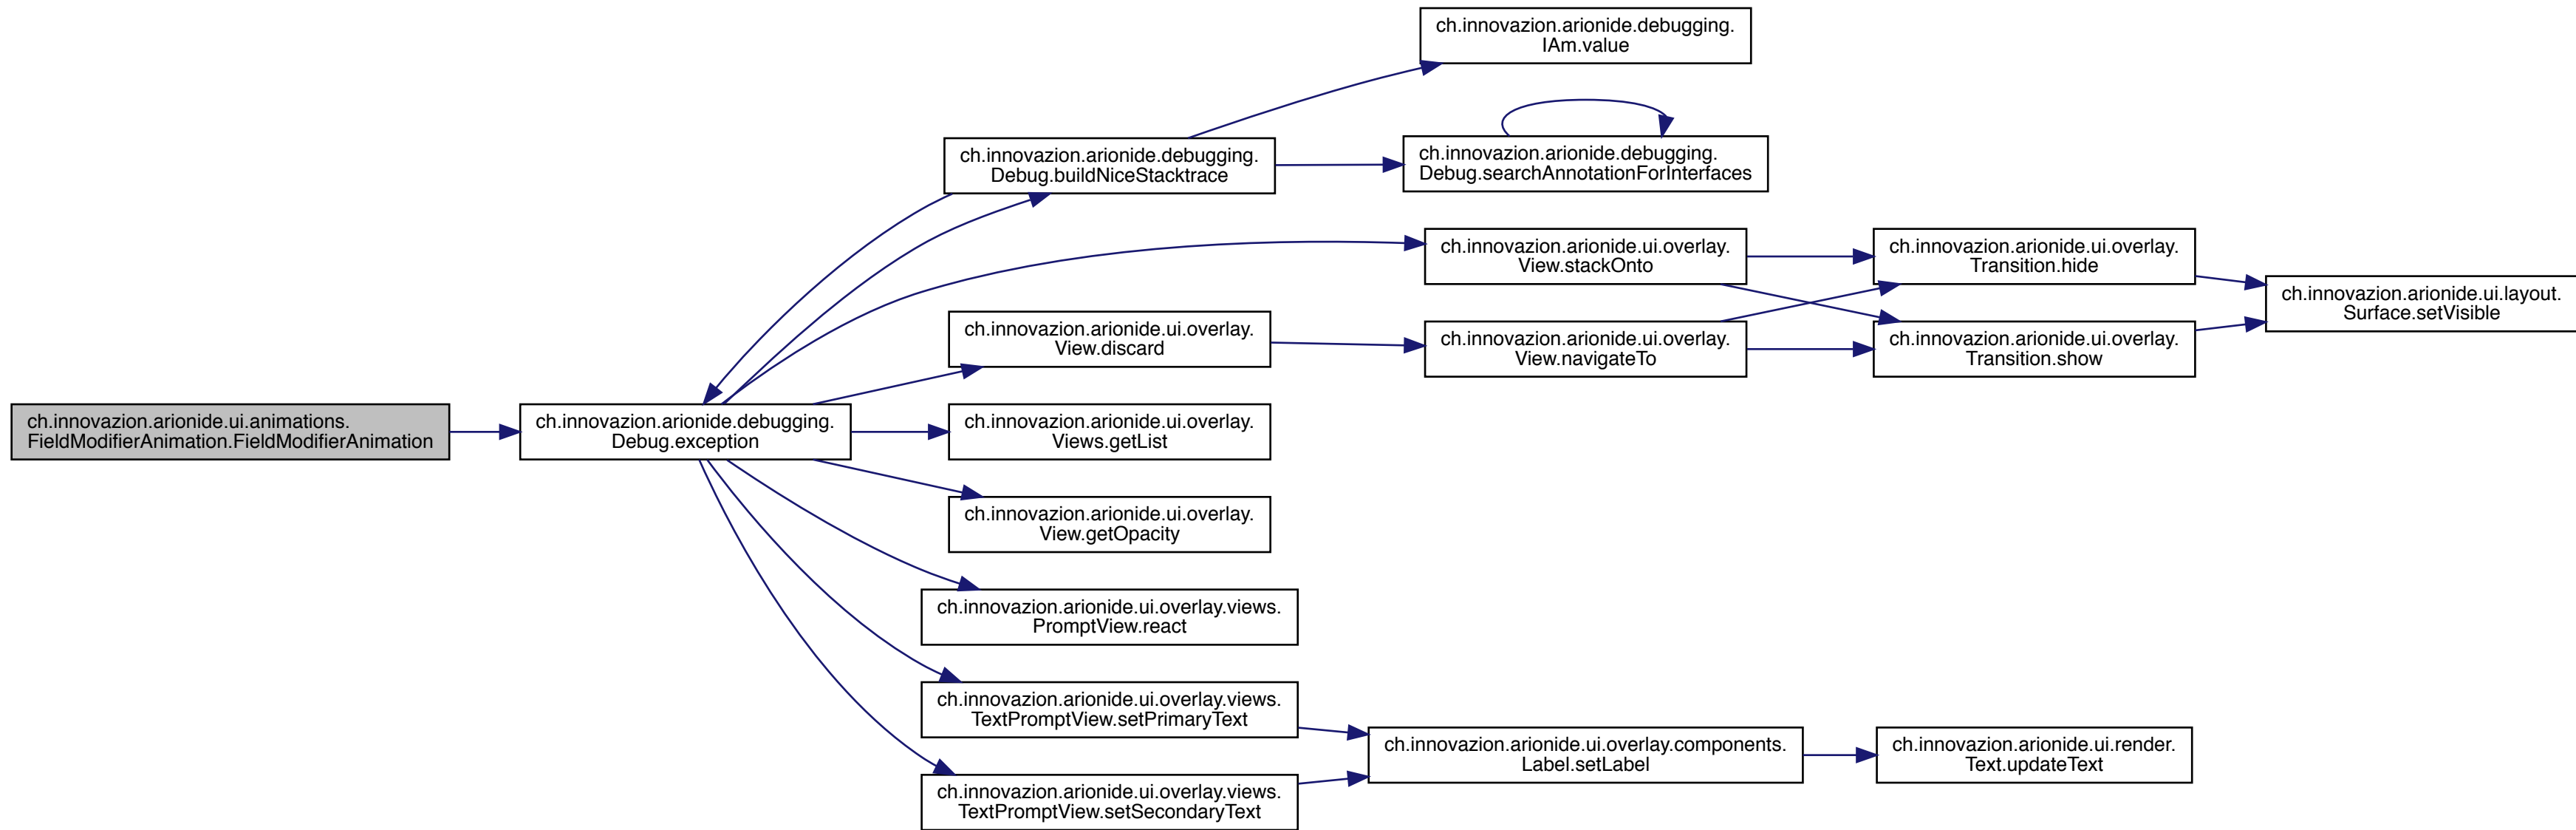 ch.innovazion.arionide.ui.animations.
FieldModifierAnimation.FieldModifierAnimation
ch.innovazion.arionide.debugging.
Debug.exception
ch.innovazion.arionide.debugging.
Debug.buildNiceStacktrace
ch.innovazion.arionide.debugging.
IAm.value
ch.innovazion.arionide.debugging.
Debug.searchAnnotationForInterfaces
ch.innovazion.arionide.ui.overlay.
View.stackOnto
ch.innovazion.arionide.ui.overlay.
Transition.hide
ch.innovazion.arionide.ui.layout.
Surface.setVisible
ch.innovazion.arionide.ui.overlay.
View.discard
ch.innovazion.arionide.ui.overlay.
View.navigateTo
ch.innovazion.arionide.ui.overlay.
Transition.show
ch.innovazion.arionide.ui.overlay.
Views.getList
ch.innovazion.arionide.ui.overlay.
View.getOpacity
ch.innovazion.arionide.ui.overlay.views.
PromptView.react
ch.innovazion.arionide.ui.overlay.views.
TextPromptView.setPrimaryText
ch.innovazion.arionide.ui.overlay.components.
Label.setLabel
ch.innovazion.arionide.ui.render.
Text.updateText
ch.innovazion.arionide.ui.overlay.views.
TextPromptView.setSecondaryText